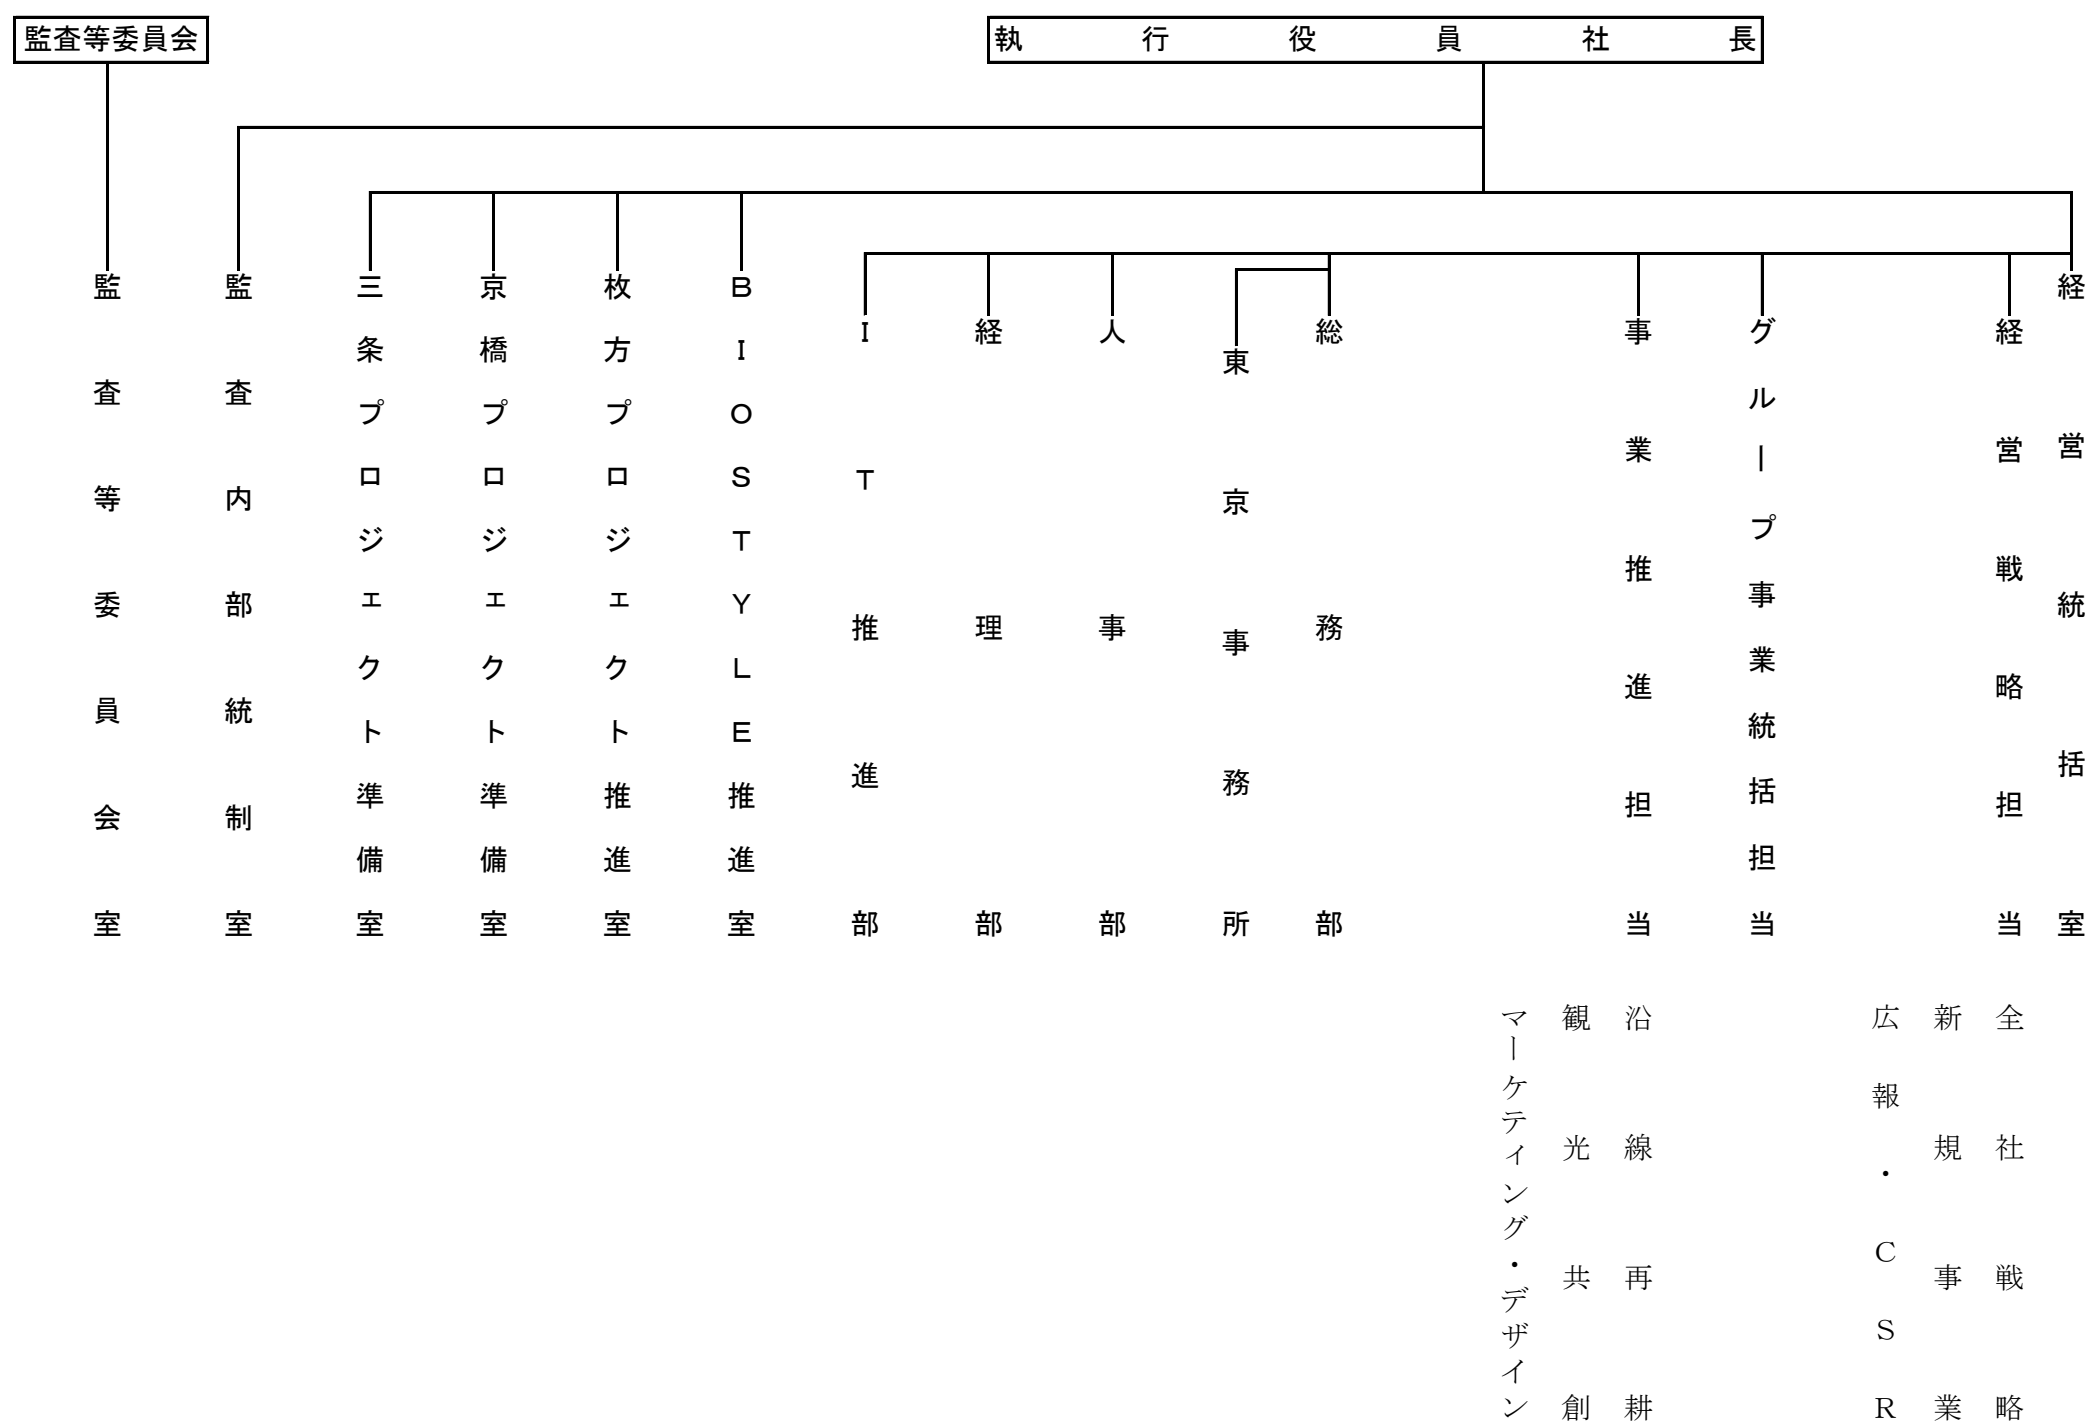 監査等委員会
執行役員社長
経営統括室
経営戦略担当
全社戦略
新規事業
広報・ＣＳＲ
グループ事業統括担当
事業推進担当
沿線再耕
観光共創
マーケティング・デザイン
総務部
東京事務所
人事部
経理部
ＩＴ推進部
ＢＩＯＳＴＹＬＥ推進室
枚方プロジェクト推進室
京橋プロジェクト準備室
三条プロジェクト準備室
監査内部統制室
監査等委員会室